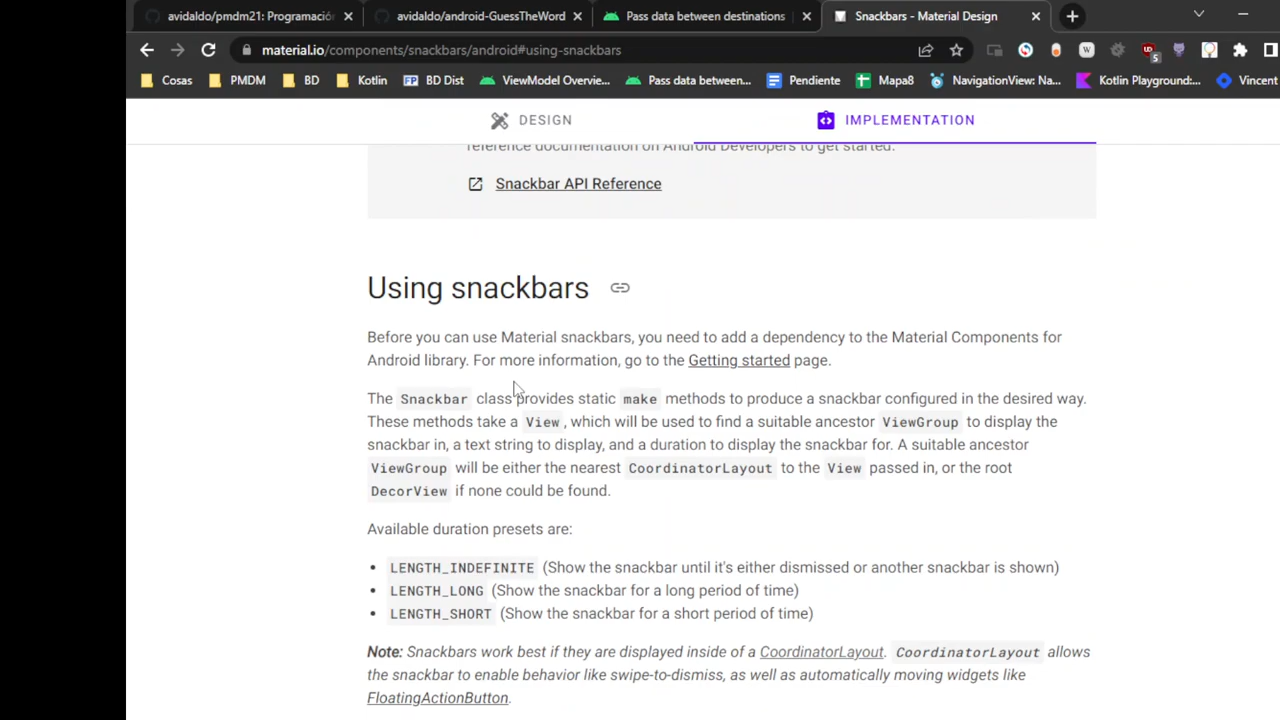 avidaldo/pmdm21: Programació
avidaldo/android-GuessTheWord
Pass data between destinations
Snackbars - Material Design
material.io/components/snackbars/android#using-snackbars
5
Cosas
PMDM
BD
Kotlin
FP BD Dist
ViewModel Overvie...
Pass data between...
Pendiente
Mapa8
NavigationView: Na...
Kotlin Playground:...
Vincent
DESIGN
IMPLEMENTATION
reference documentation on Android Developers to get started.
Snackbar API Reference
Using snackbars
Before you can use Material snackbars, you need to add a dependency to the Material Components for
Android library. For more information, go to the Getting started page.
The Snackbar class provides static make methods to produce a snackbar configured in the desired way.
These methods take a View, which will be used to find a suitable ancestor ViewGroup to display the
snackbar in, a text string to display, and a duration to display the snackbar for. A suitable ancestor
ViewGroup will be either the nearest CoordinatorLayout to the View passed in, or the root
DecorView if none could be found.
Available duration presets are:
• LENGTH_INDEFINITE (Show the snackbar until it's either dismissed or another snackbar is shown)
• LENGTH_LONG (Show the snackbar for a long period of time)
• LENGTH_SHORT (Show the snackbar for a short period of time)
Note: Snackbars work best if they are displayed inside of a CoordinatorLayout. CoordinatorLayout allows
the snackbar to enable behavior like swipe-to-dismiss, as well as automatically moving widgets like
FloatingActionButton.